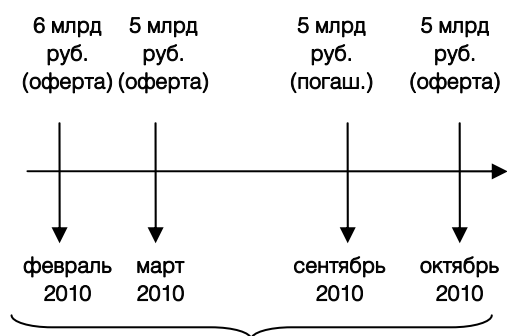 6 млрд руб. (оферта)
5 млрд руб. (оферта)
5 млрд руб. (погаш.)
5 млрд руб. (оферта)
февраль 2010
март 2010
сентябрь 2010
октябрь 2010